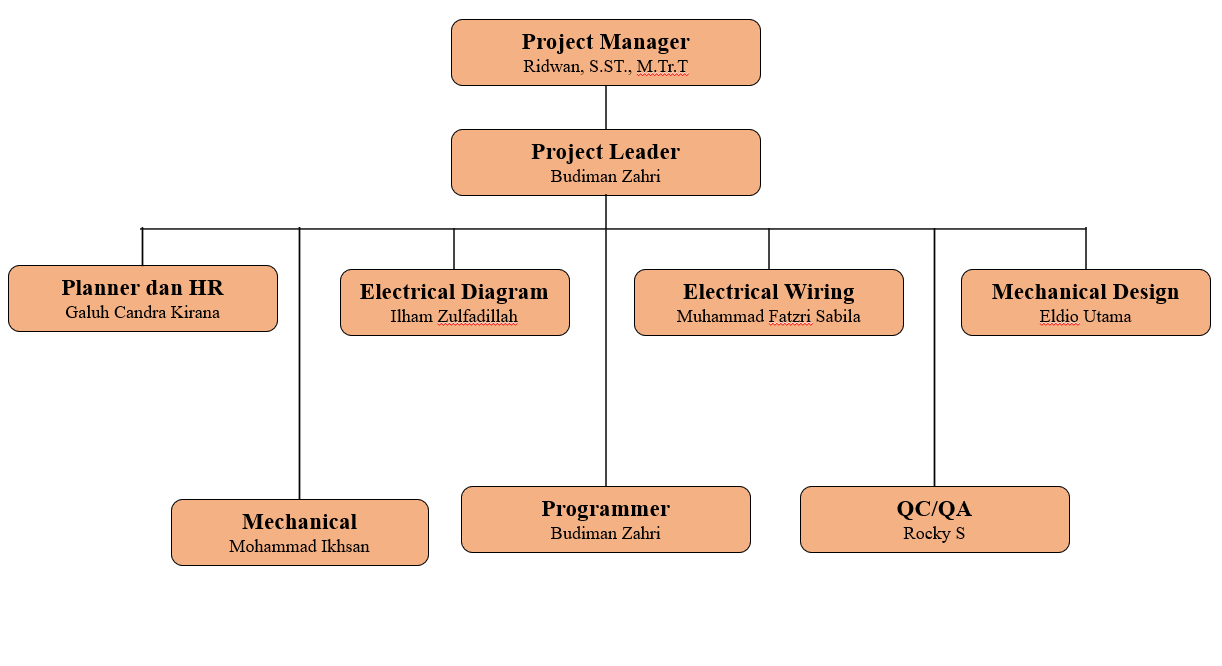 Project Manager
Ridwan, S.ST., M.Tr.T
Project Leader
Budiman Zahri
Planner dan HR
Galuh Candra Kirana
Electrical Diagram
Ilham Zulfadillah
Electrical Wiring
Muhammad Fatzri Sabila
Mechanical Design
Eldio Utama
Mechanical
Mohammad Ikhsan
Programmer
Budiman Zahri
QC/QA
Rocky S